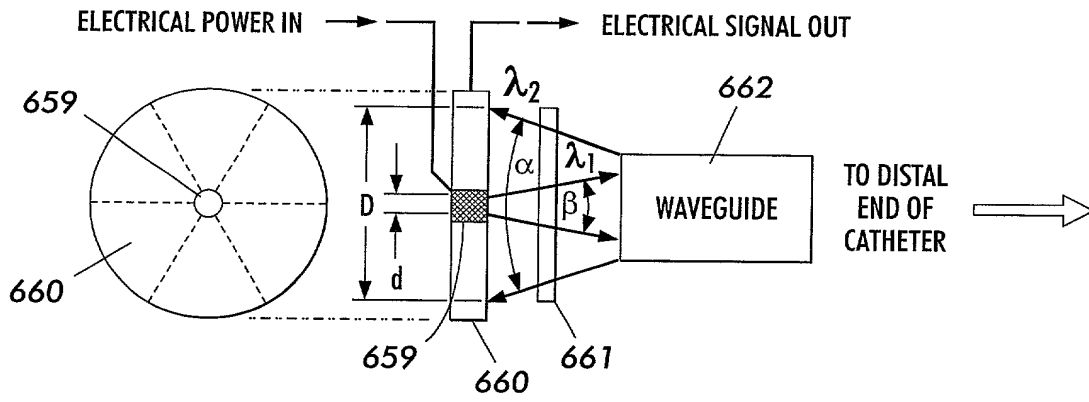 ELECTRICAL POWER IN
ELECTRICAL SIGNAL OUT
659
λ2
662
α
λ1
D
β
WAVEGUIDE
TO DISTAL
END OF
CATHETER
660
d
659
660
661